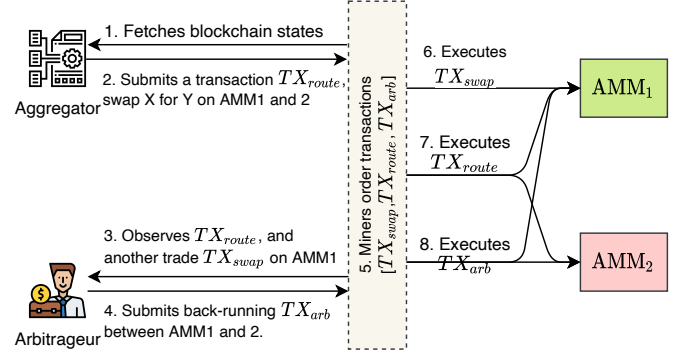 1. Fetches blockchain states
2. Submits a transaction TX_route,
swap X for Y on AMM1 and 2
Aggregator
3. Observes TX_route, and
another trade TX_swap on AMM1
4. Submits back-running TX_arb
between AMM1 and 2.
Arbitrageur
5. Miners order transactions
[TX_swap, TX_route, TX_arb]
6. Executes
TX_swap
7. Executes
TX_route
8. Executes
TX_arb
AMM₁
AMM₂